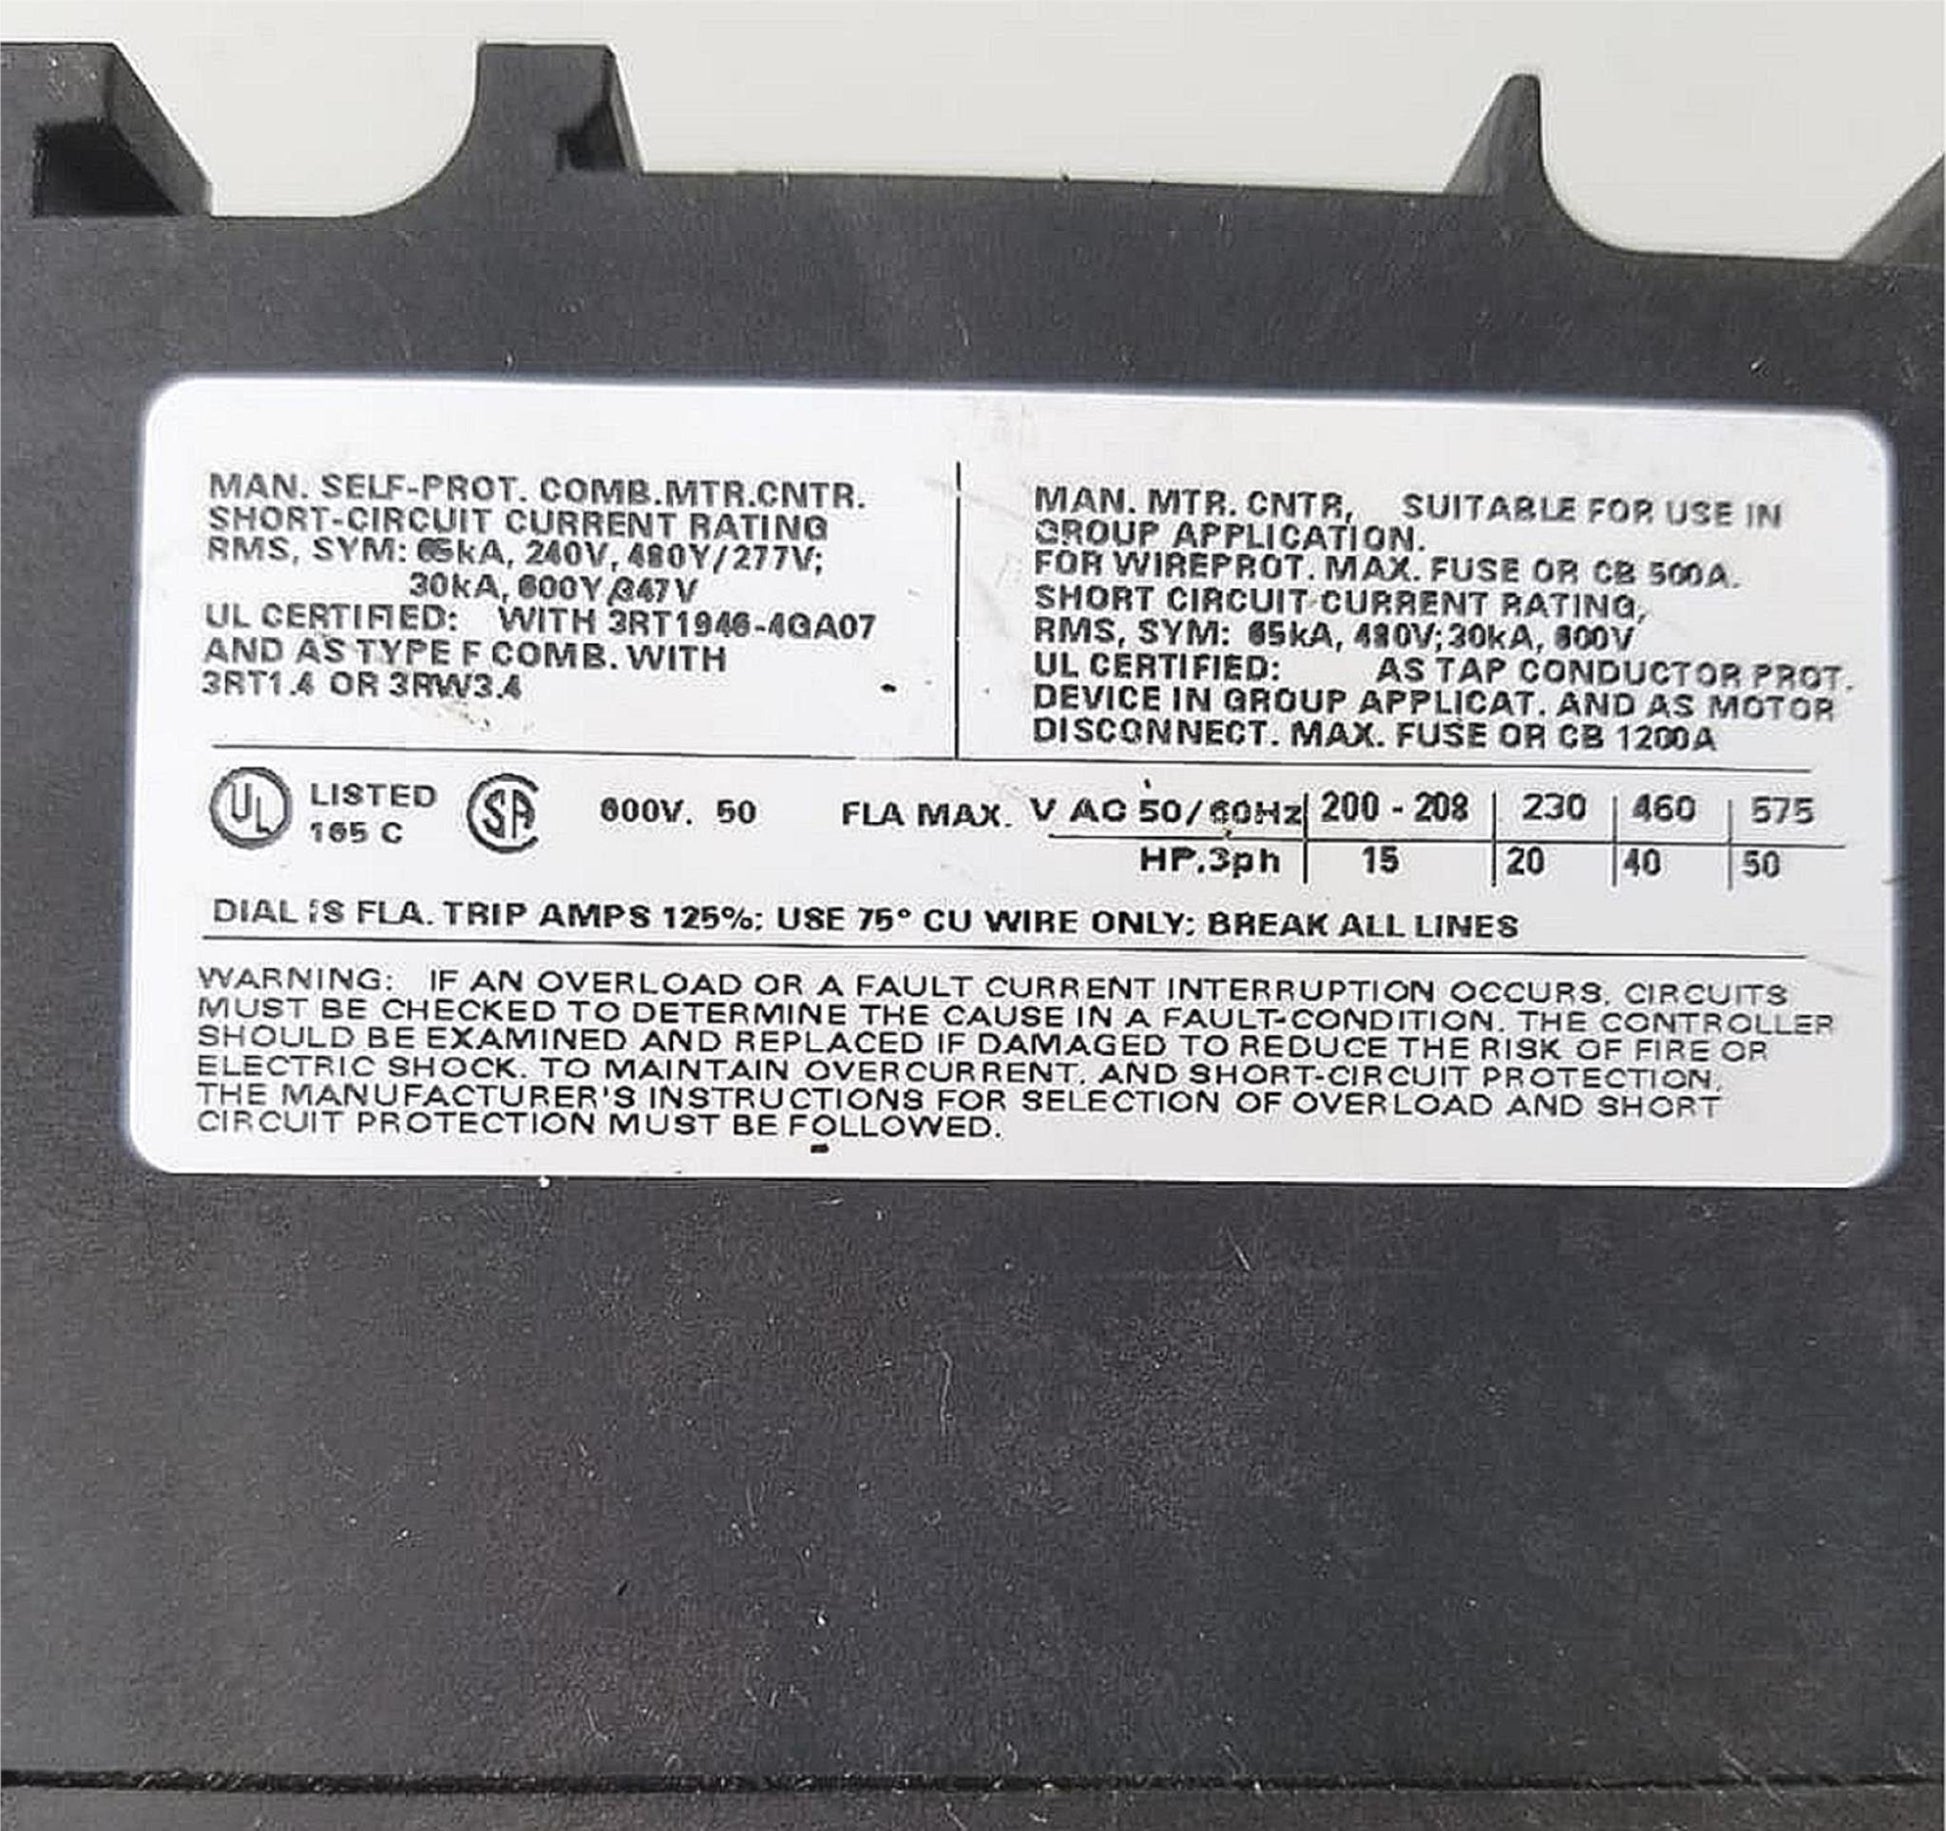 MAN. SELF-PROT. COMB.MTR.CNTR.
SHORT-CIRCUIT CURRENT RATING
RMS, SYM: 65kA, 240V, 480Y/277V;
30kA, 600Y/347V
UL CERTIFIED: WITH 3RT1946-4GA07
AND AS TYPE F COMB. WITH
3RT1.4 OR 3RW3.4
MAN. MTR. CNTR, SUITABLE FOR USE IN
GROUP APPLICATION.
FOR WIREPROT. MAX. FUSE OR CB 500A.
SHORT CIRCUIT CURRENT RATING,
RMS, SYM: 65kA, 480V; 30kA, 600V
UL CERTIFIED: AS TAP CONDUCTOR PROT.
DEVICE IN GROUP APPLICAT. AND AS MOTOR
DISCONNECT. MAX. FUSE OR CB 1200A
UL LISTED
165 C
SA 600V. 50 FLA MAX. V AC 50/60Hz 200 - 208 230 460 575
HP.3ph 15 20 40 50
DIAL IS FLA. TRIP AMPS 125%; USE 75° CU WIRE ONLY; BREAK ALL LINES
WARNING: IF AN OVERLOAD OR A FAULT CURRENT INTERRUPTION OCCURS, CIRCUITS
MUST BE CHECKED TO DETERMINE THE CAUSE IN A FAULT-CONDITION. THE CONTROLLER
SHOULD BE EXAMINED AND REPLACED IF DAMAGED TO REDUCE THE RISK OF FIRE OR
ELECTRIC SHOCK. TO MAINTAIN OVERCURRENT, AND SHORT-CIRCUIT PROTECTION,
THE MANUFACTURER'S INSTRUCTIONS FOR SELECTION OF OVERLOAD AND SHORT
CIRCUIT PROTECTION MUST BE FOLLOWED.